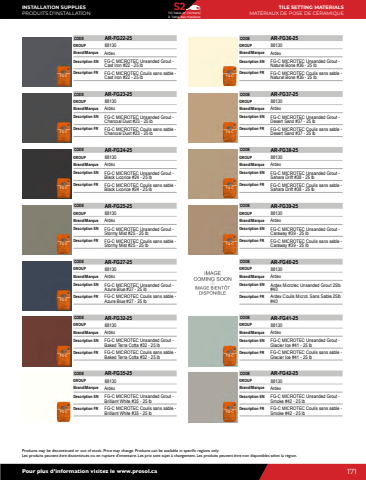 INSTALLATION SUPPLIES
PRODUITS D'INSTALLATION
S2
TILE SETTING MATERIALS
MATÉRIAUX DE POSE DE CÉRAMIQUE
CODE AR-FG22-25
GROUP 88130
Brand/Marque Ardex
Description EN FG-C MICROTEC Unsanded Grout -
Cast Iron #22 - 25 lb
Description FR FG-C MICROTEC Coulis sans sable -
Cast Iron #22 - 25 lb
CODE AR-FG23-25
GROUP 88130
Brand/Marque Ardex
Description EN FG-C MICROTEC Unsanded Grout -
Charcoal Dust #23 - 25 lb
Description FR FG-C MICROTEC Coulis sans sable -
Charcoal Dust #23 - 25 lb
CODE AR-FG24-25
GROUP 88130
Brand/Marque Ardex
Description EN FG-C MICROTEC Unsanded Grout -
Black Licorice #24 - 25 lb
Description FR FG-C MICROTEC Coulis sans sable -
Black Licorice #24 - 25 lb
CODE AR-FG25-25
GROUP 88130
Brand/Marque Ardex
Description EN FG-C MICROTEC Unsanded Grout -
Stormy Mist #25 - 25 lb
Description FR FG-C MICROTEC Coulis sans sable -
Stormy Mist #25 - 25 lb
CODE AR-FG27-25
GROUP 88130
Brand/Marque Ardex
Description EN FG-C MICROTEC Unsanded Grout -
Azure Blue #27 - 25 lb
Description FR FG-C MICROTEC Coulis sans sable -
Azure Blue #27 - 25 lb
CODE AR-FG32-25
GROUP 88130
Brand/Marque Ardex
Description EN FG-C MICROTEC Unsanded Grout -
Baked Terra Cotta #32 - 25 lb
Description FR FG-C MICROTEC Coulis sans sable -
Baked Terra Cotta #32 - 25 lb
CODE AR-FG35-25
GROUP 88130
Brand/Marque Ardex
Description EN FG-C MICROTEC Unsanded Grout -
Brilliant White #35 - 25 lb
Description FR FG-C MICROTEC Coulis sans sable -
Brilliant White #35 - 25 lb
CODE AR-FG36-25
GROUP 88130
Brand/Marque Ardex
Description EN FG-C MICROTEC Unsanded Grout -
Natural Bone #36 - 25 lb
Description FR FG-C MICROTEC Coulis sans sable -
Natural Bone #36 - 25 lb
CODE AR-FG37-25
GROUP 88130
Brand/Marque Ardex
Description EN FG-C MICROTEC Unsanded Grout -
Desert Sand #37 - 25 lb
Description FR FG-C MICROTEC Coulis sans sable -
Desert Sand #37 - 25 lb
CODE AR-FG38-25
GROUP 88130
Brand/Marque Ardex
Description EN FG-C MICROTEC Unsanded Grout -
Sahara Drift #38 - 25 lb
Description FR FG-C MICROTEC Coulis sans sable -
Sahara Drift #38 - 25 lb
CODE AR-FG39-25
GROUP 88130
Brand/Marque Ardex
Description EN FG-C MICROTEC Unsanded Grout -
Caraway #39 - 25 lb
Description FR FG-C MICROTEC Coulis sans sable -
Caraway #39 - 25 lb
IMAGE
COMING SOON
IMAGE BIENTÔT
DISPONIBLE
CODE AR-FG40-25
GROUP 88130
Brand/Marque Ardex
Description EN Ardex Microtec Unsanded Grout 25lb
#40
Description FR Ardex Coulis Microt. Sans Sable 25lb
#40
CODE AR-FG41-25
GROUP 88130
Brand/Marque Ardex
Description EN FG-C MICROTEC Unsanded Grout -
Glacier Ice #41 - 25 lb
Description FR FG-C MICROTEC Coulis sans sable -
Glacier Ice #41 - 25 lb
CODE AR-FG42-25
GROUP 88130
Brand/Marque Ardex
Description EN FG-C MICROTEC Unsanded Grout -
Smoke #42 - 25 lb
Description FR FG-C MICROTEC Coulis sans sable -
Smoke #42 - 25 lb
Products may be discontinued or out of stock. Price may change. Products can be available in specific regions only.
Les produits peuvent être discontinués ou en rupture d'inventaire. Les prix sont sujet à changement. Les produits peuvent être non disponibles selon la région.
Pour plus d'information visitez le www.prosol.ca
171